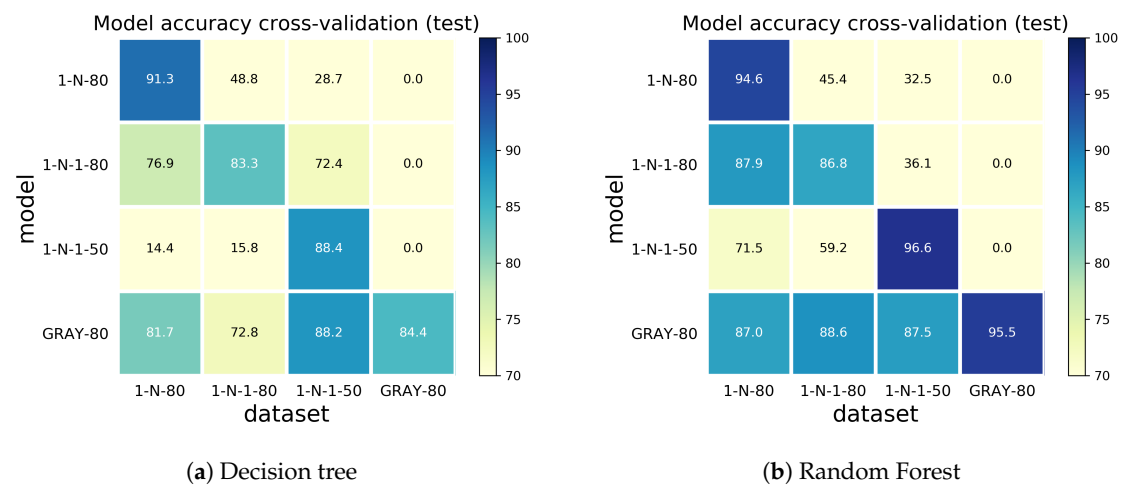 Model accuracy cross-validation (test)
model
1-N-80 91.3 48.8 28.7 0.0
1-N-1-80 76.9 83.3 72.4 0.0
1-N-1-50 14.4 15.8 88.4 0.0
GRAY-80 81.7 72.8 88.2 84.4
1-N-80 1-N-1-80 1-N-1-50 GRAY-80
dataset
100
95
90
85
80
75
70
(a) Decision tree
Model accuracy cross-validation (test)
model
1-N-80 94.6 45.4 32.5 0.0
1-N-1-80 87.9 86.8 36.1 0.0
1-N-1-50 71.5 59.2 96.6 0.0
GRAY-80 87.0 88.6 87.5 95.5
1-N-80 1-N-1-80 1-N-1-50 GRAY-80
dataset
100
95
90
85
80
75
70
(b) Random Forest